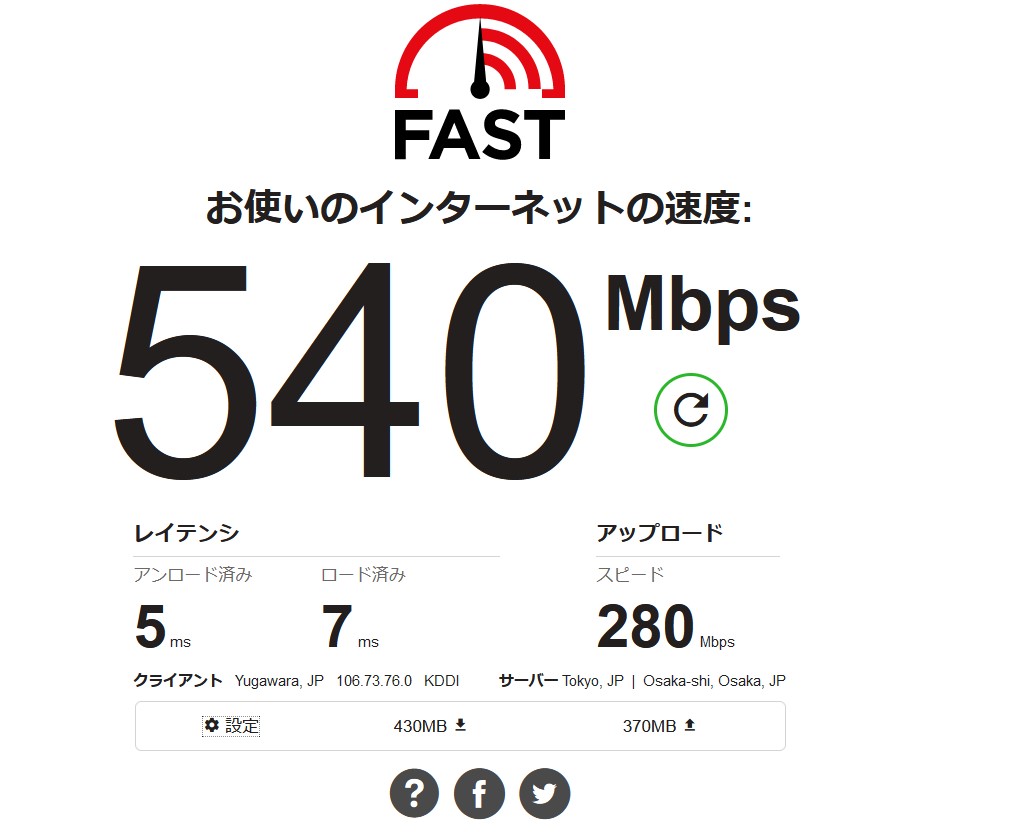 FAST
お使いのインターネットの速度:
540 Mbps
レイテンシ アップロード
アンロード済み ロード済み スピード
5 ms 7 ms 280 Mbps
クライアント Yugawara, JP 106.73.76.0 KDDI サーバー Tokyo, JP | Osaka-shi, Osaka, JP
設定 430MB 370MB
? f